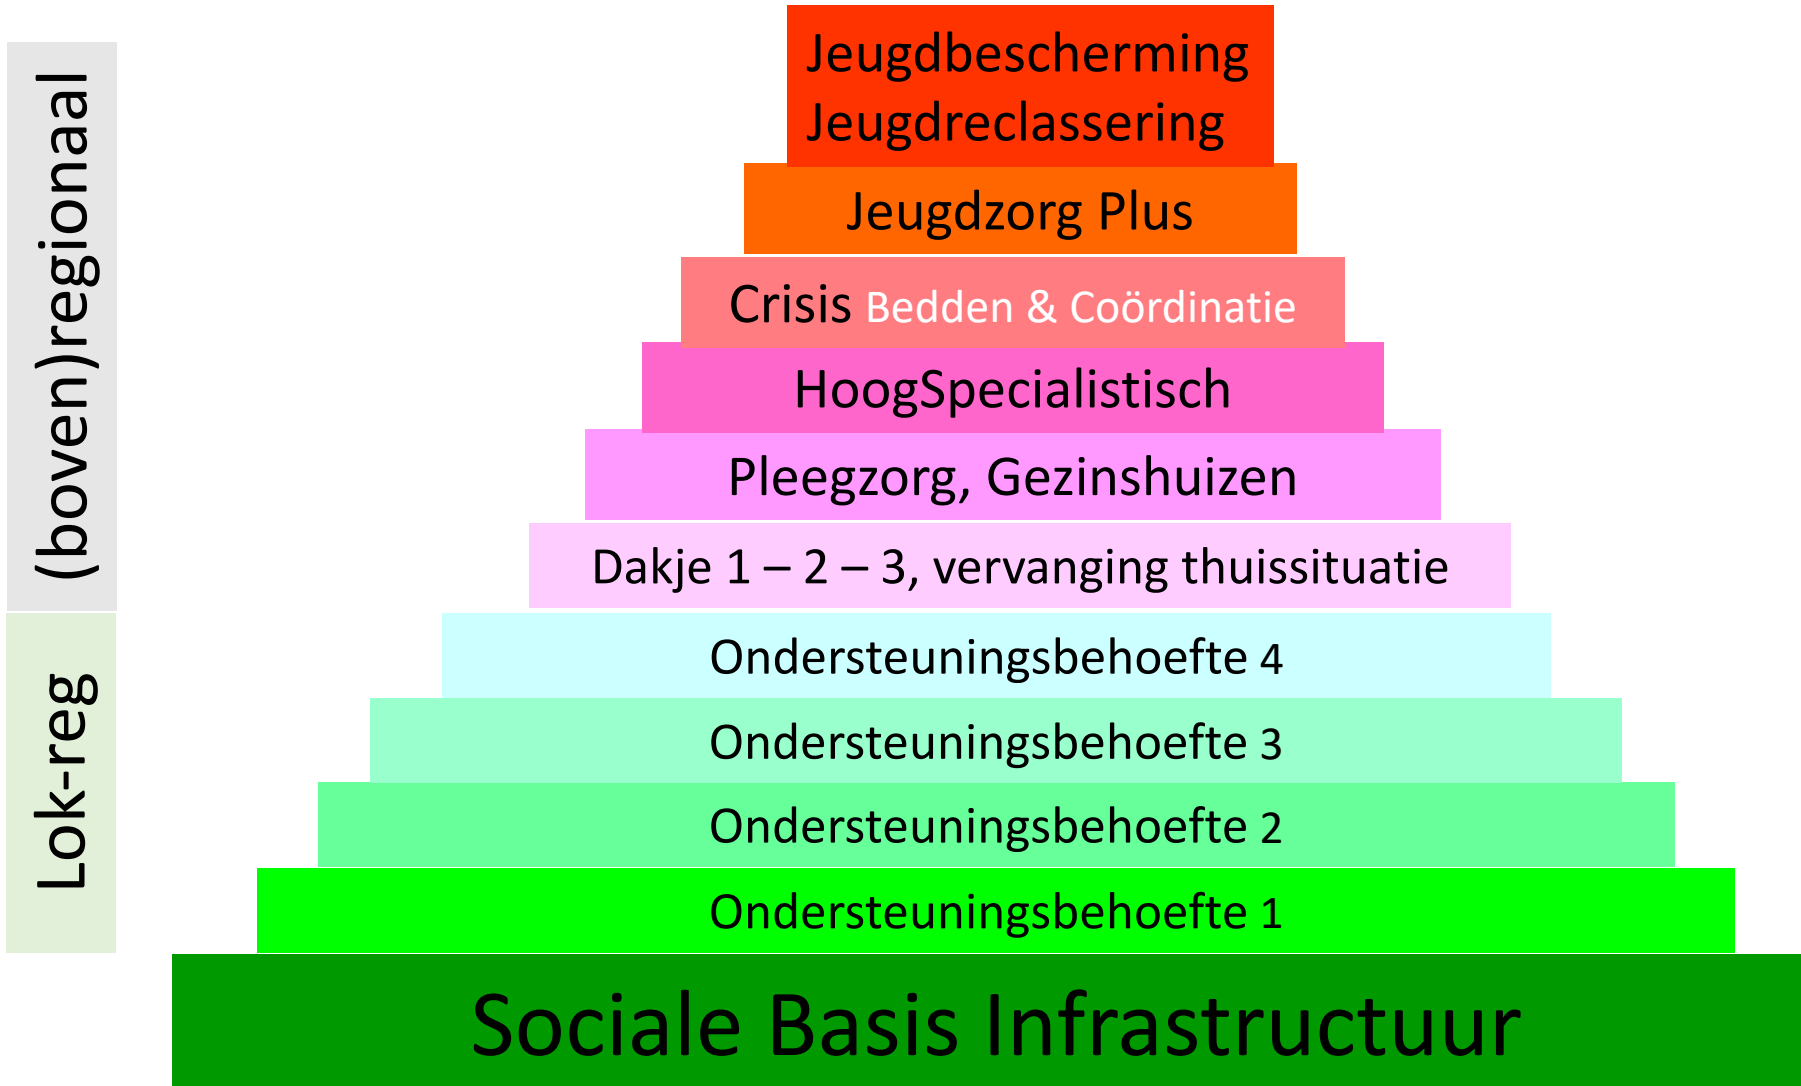 (boven)regionaal
Lok-reg
Jeugdbescherming
Jeugdreclassering
Jeugdzorg Plus
Crisis Bedden & Coördinatie
HoogSpecialistisch
Pleegzorg, Gezinshuizen
Dakje 1 – 2 – 3, vervanging thuissituatie
Ondersteuningsbehoefte 4
Ondersteuningsbehoefte 3
Ondersteuningsbehoefte 2
Ondersteuningsbehoefte 1
Sociale Basis Infrastructuur